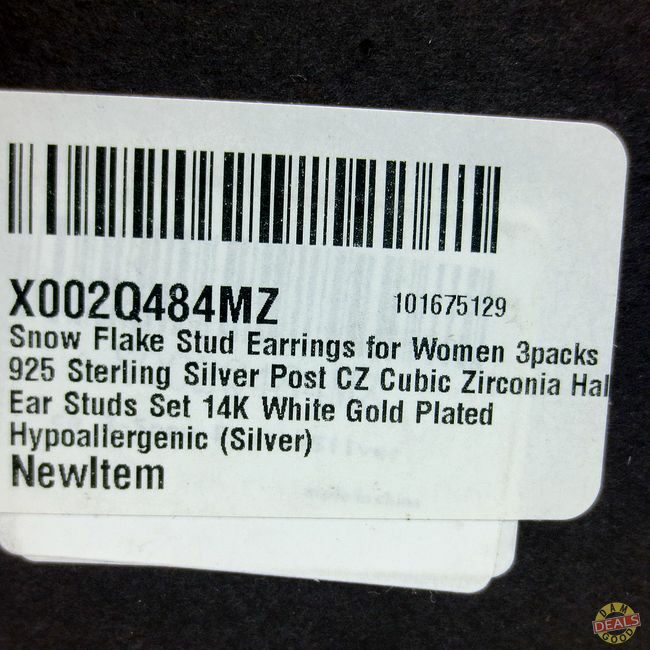 X002Q484MZ 101675129
Snow Flake Stud Earrings for Women 3packs
925 Sterling Silver Post CZ Cubic Zirconia Hal
Ear Studs Set 14K White Gold Plated
Hypoallergenic (Silver)
NewItem
DAM
DEALS
GOOD